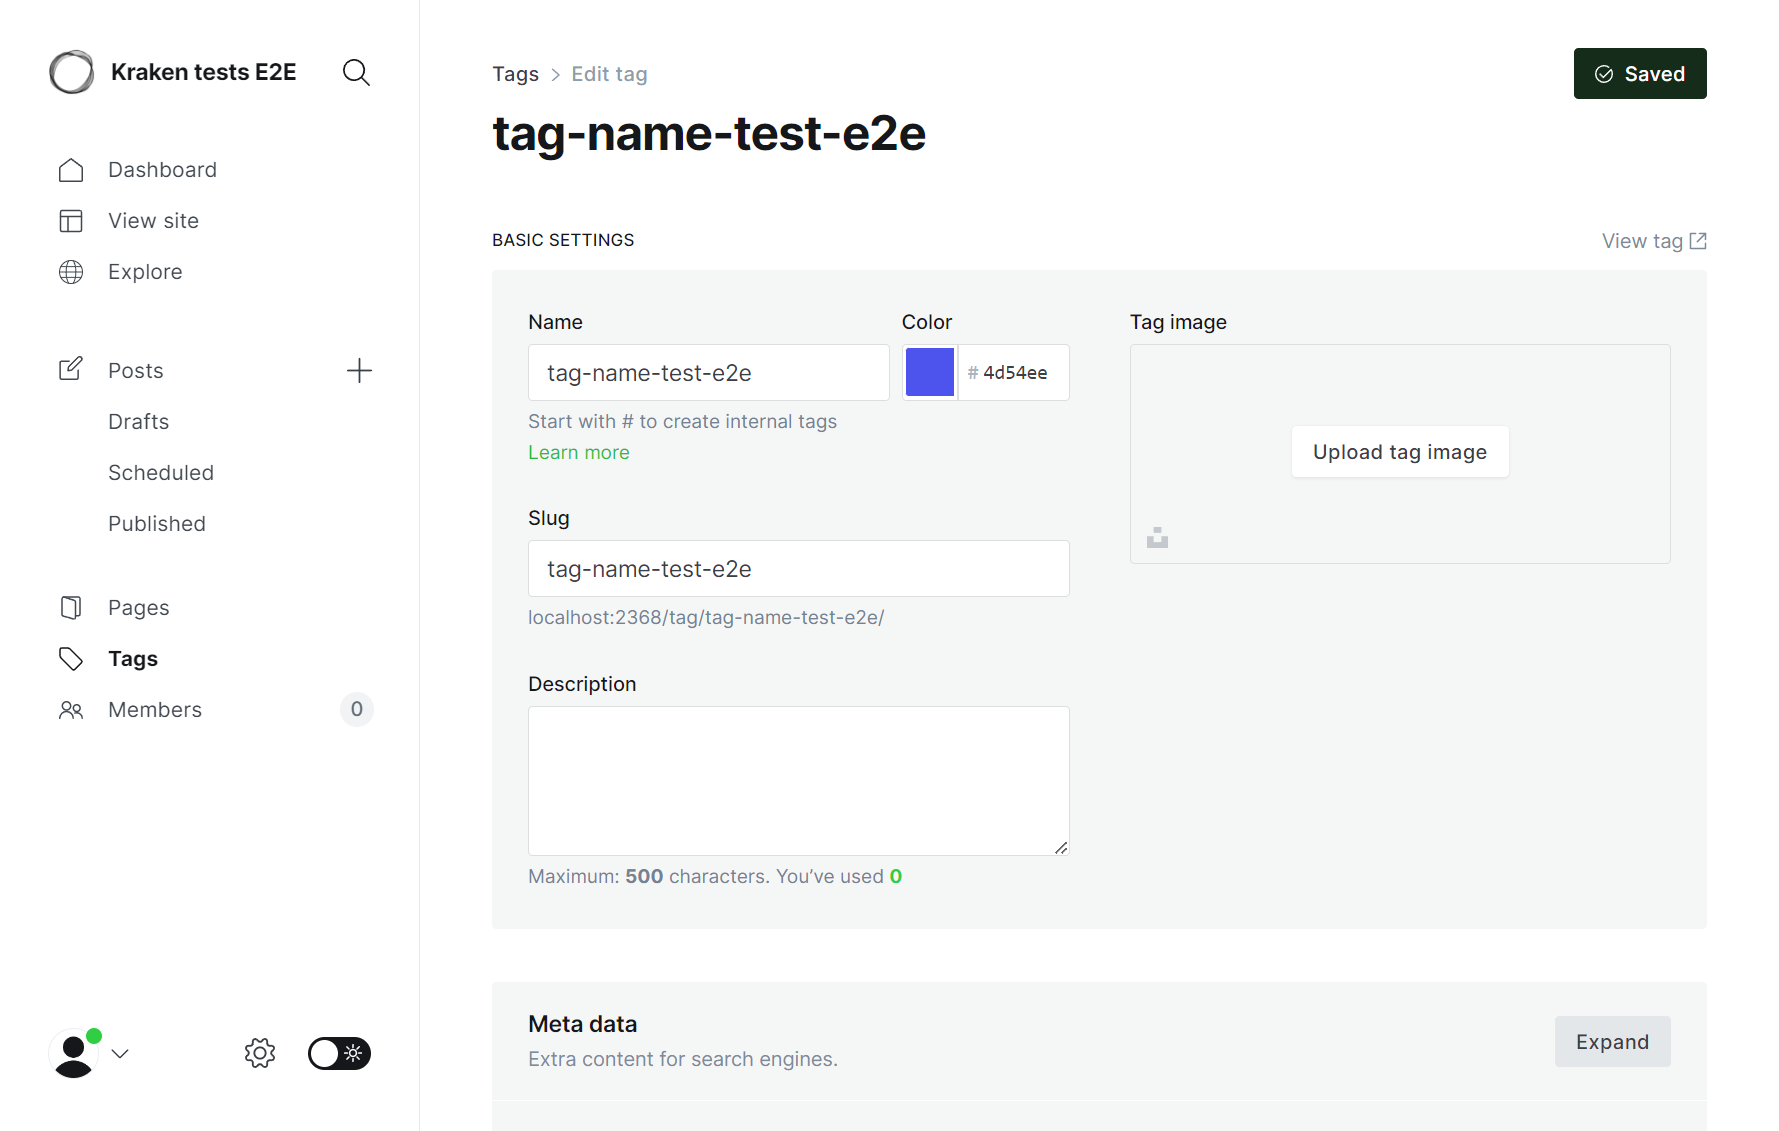 Kraken tests E2E
Dashboard
View site
Explore
Posts
Drafts
Scheduled
Published
Pages
Tags
Members 0
Tags > Edit tag
Saved
tag-name-test-e2e
BASIC SETTINGS
View tag
Name
tag-name-test-e2e
Start with # to create internal tags
Learn more
Color
# 4d54ee
Slug
tag-name-test-e2e
localhost:2368/tag/tag-name-test-e2e/
Description
Maximum: 500 characters. You’ve used 0
Tag image
Upload tag image
Meta data
Extra content for search engines.
Expand